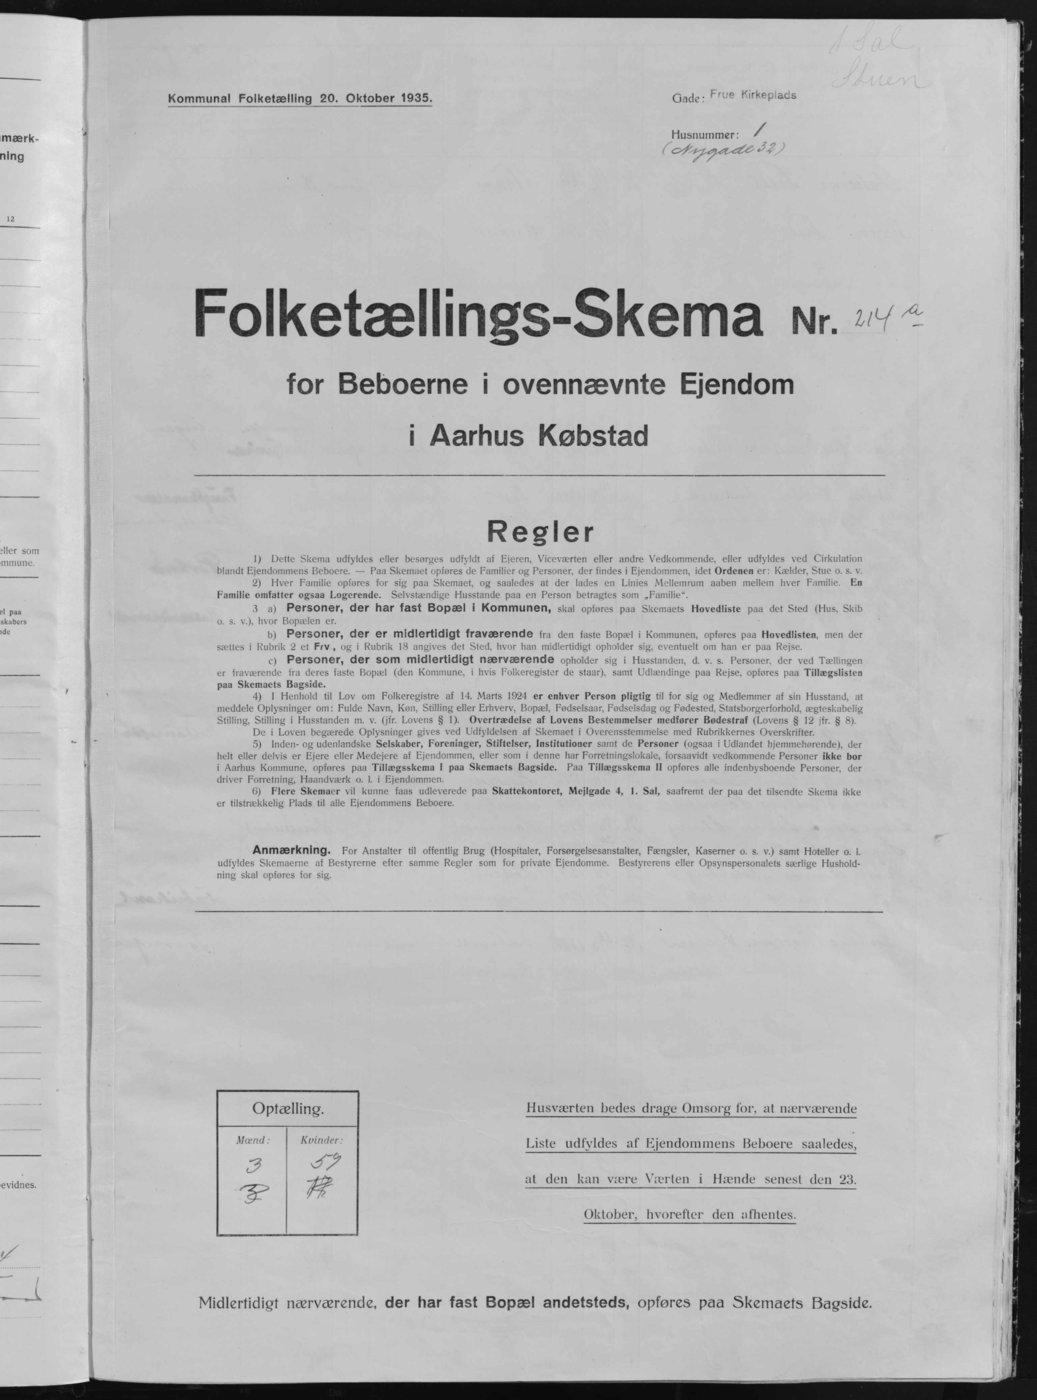 1 Sal
Stuen
Kommunal Folketælling 20. Oktober 1935.
Gade: Frue Kirkeplads
Husnummer: 1
(Nygade 32)
Folketællings-Skema Nr. 214 a
for Beboerne i ovennævnte Ejendom
i Aarhus Købstad
Regler
1) Dette Skema udfyldes eller besørges udfyldt af Ejeren, Viceværten eller andre Vedkommende, eller udfyldes ved Cirkulation
blandt Ejendommens Beboere. — Paa Skemaet opføres de Familier og Personer, der findes i Ejendommen, idet Ordenen er: Kælder, Stue o. s. v.
2) Hver Familie opføres for sig paa Skemaet, og saaledes at der lades en Linies Mellemrum aaben mellem hver Familie. En
Familie omfatter ogsaa Logerende. Selvstændige Husstande paa en Person betragtes som „Familie“.
3 a) Personer, der har fast Bopæl i Kommunen, skal opføres paa Skemaets Hovedliste paa det Sted (Hus, Skib
o. s. v.), hvor Bopælen er.
b) Personer, der er midlertidigt fraværende fra den faste Bopæl i Kommunen, opføres paa Hovedlisten, men der
sættes i Rubrik 2 et Frv., og i Rubrik 18 angives det Sted, hvor han midlertidigt opholder sig, eventuelt om han er paa Rejse.
c) Personer, der som midlertidigt nærværende opholder sig i Husstanden, d. v. s. Personer, der ved Tællingen
er fraværende fra deres faste Bopæl (den Kommune, i hvis Folkeregister de staar), samt Udlændinge paa Rejse, opføres paa Tillægslisten
paa Skemaets Bagside.
4) I Henhold til Lov om Folkeregistre af 14. Marts 1924 er enhver Person pligtig til for sig og Medlemmer af sin Husstand, at
meddele Oplysninger om: Fulde Navn, Køn, Stilling eller Erhverv, Bopæl, Fødselsaar, Fødselsdag og Fødested, Statsborgerforhold, ægteskabelig
Stilling, Stilling i Husstanden m. v. (jfr. Lovens § 1). Overtrædelse af Lovens Bestemmelser medfører Bødestraf (Lovens § 12 jfr. § 8).
De i Loven begærede Oplysninger gives ved Udfyldelsen af Skemaet i Overensstemmelse med Rubrikkernes Overskrifter.
5) Inden- og udenlandske Selskaber, Foreninger, Stiftelser, Institutioner samt de Personer (ogsaa i Udlandet hjemmehørende), der
helt eller delvis er Ejere eller Medejere af Ejendommen, eller som i denne har Forretningslokale, forsaavidt vedkommende Personer ikke bor
i Aarhus Kommune, opføres paa Tillægsskema I paa Skemaets Bagside. Paa Tillægsskema II opføres alle indenbysboende Personer, der
driver Forretning, Haandværk o. l. i Ejendommen.
6) Flere Skemaer vil kunne faas udleverede paa Skattekontoret, Mejlgade 4, 1. Sal, saafremt der paa det tilsendte Skema ikke
er tilstrækkelig Plads til alle Ejendommens Beboere.
Anmærkning. For Anstalter til offentlig Brug (Hospitaler, Forsørgelsesanstalter, Fængsler, Kaserner o. s. v.) samt Hoteller o. l.
udfyldes Skemaerne af Bestyrerne efter samme Regler som for private Ejendomme. Bestyrerens eller Opsynspersonalets særlige Hushold-
ning skal opføres for sig.
Optælling.
Mænd: Kvinder:
3 59
Husværten bedes drage Omsorg for, at nærværende
Liste udfyldes af Ejendommens Beboere saaledes,
at den kan være Værten i Hænde senest den 23.
Oktober, hvorefter den afhentes.
Midlertidigt nærværende, der har fast Bopæl andetsteds, opføres paa Skemaets Bagside.
mærk-
ning
12
eller som
ommune.
el paa
skabers
evidnes.